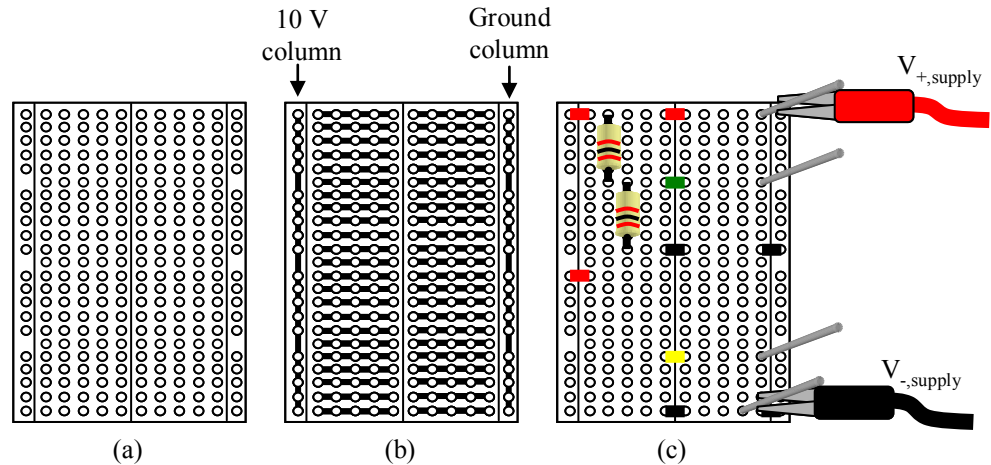 10 V
column
Ground
column
V+,supply
V-,supply
(a)
(b)
(c)